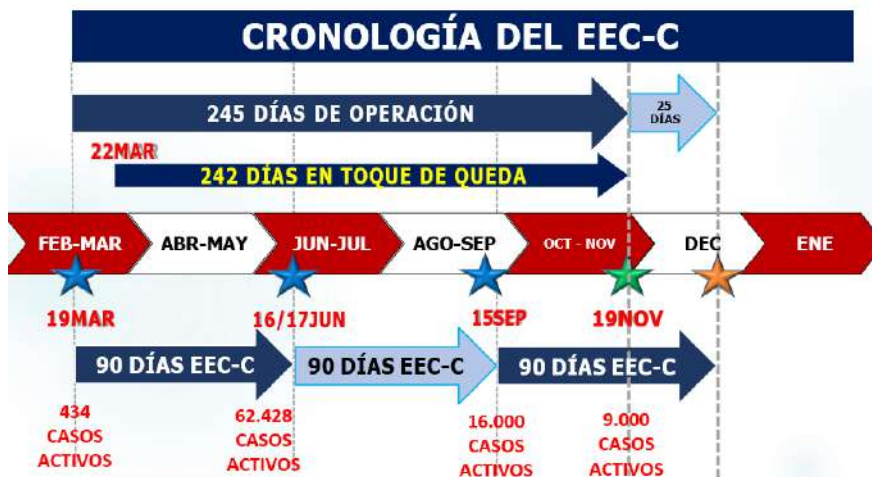 CRONOLOGÍA DEL EEC-C
245 DÍAS DE OPERACIÓN
25
DÍAS
22MAR
242 DÍAS EN TOQUE DE QUEDA
FEB-MAR
ABR-MAY
JUN-JUL
AGO-SEP
OCT - NOV
DEC
ENE
19MAR
16/17JUN
15SEP
19NOV
90 DÍAS EEC-C
90 DÍAS EEC-C
90 DÍAS EEC-C
434
CASOS
ACTIVOS
62.428
CASOS
ACTIVOS
16.000
CASOS
ACTIVOS
9.000
CASOS
ACTIVOS